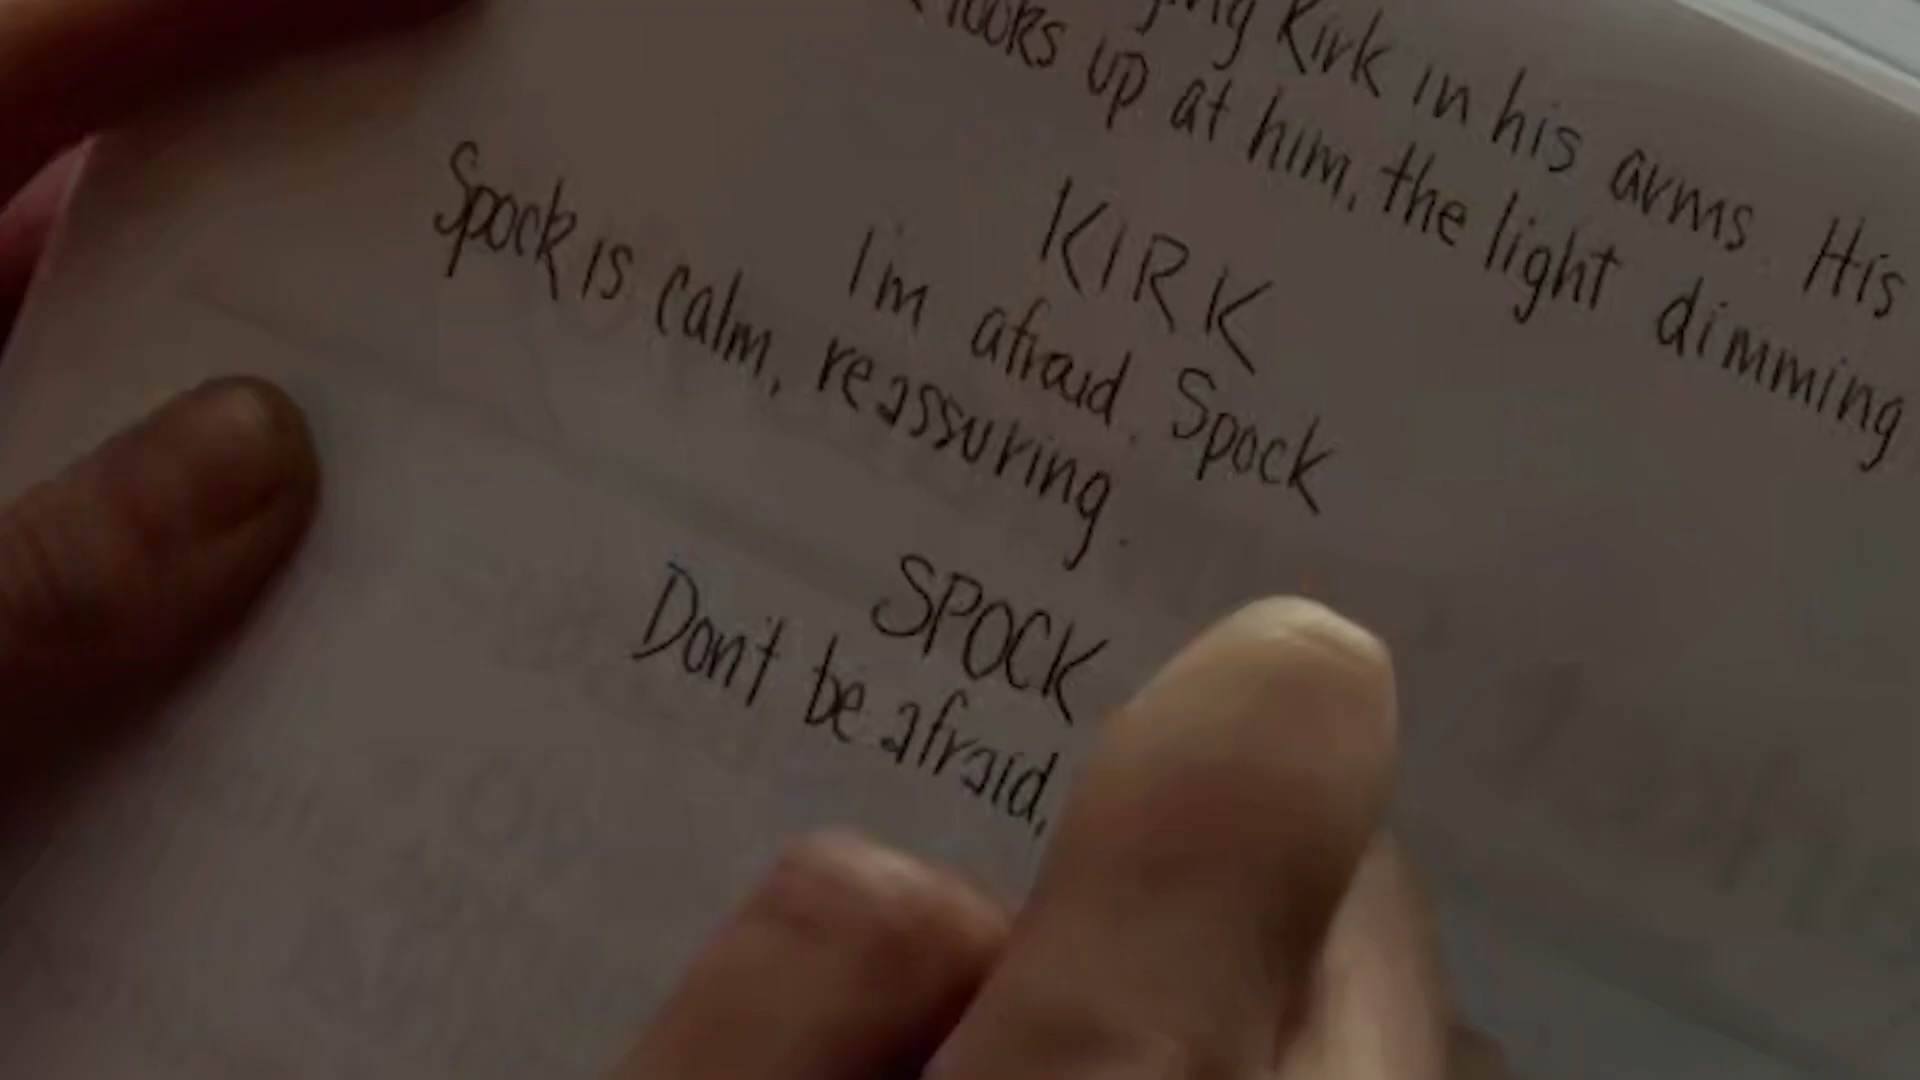 Kirk in his arms. His
looks up at him, the light dimming
KIRK
I'm afraid, Spock
Spock is calm, reassuring.
SPOCK
Don't be afraid,